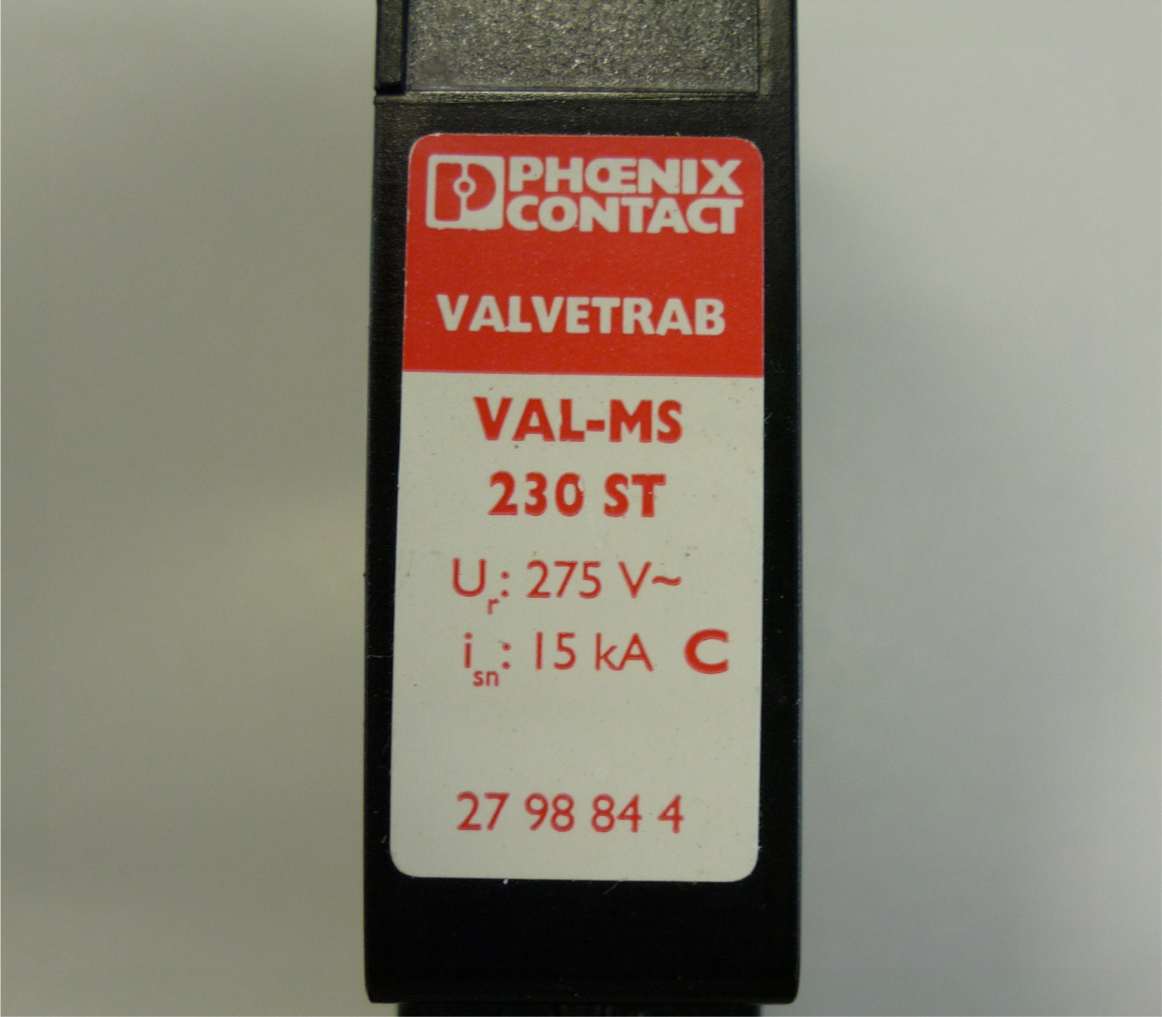 PHŒNIX
CONTACT
VALVETRAB
VAL-MS
230 ST
Ur: 275 V~
isn: 15 kA C
27 98 84 4